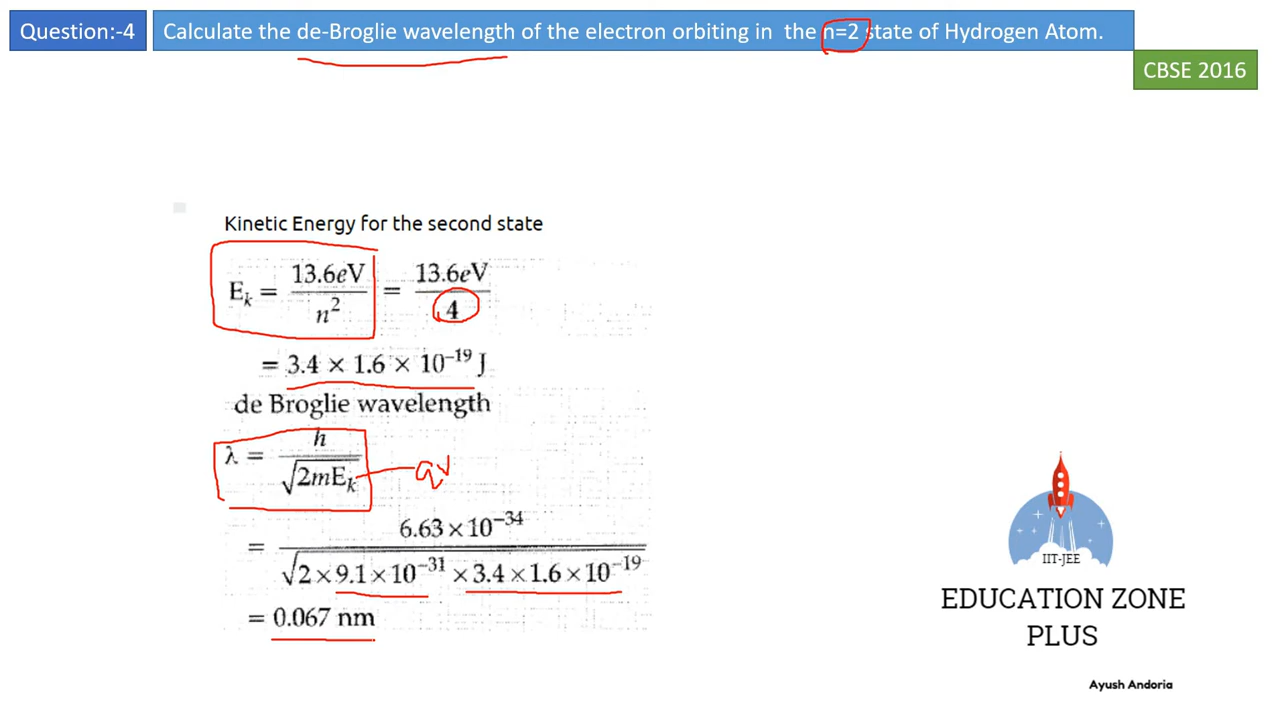 Question:-4
Calculate the de-Broglie wavelength of the electron orbiting in the n=2 state of Hydrogen Atom.
CBSE 2016
Kinetic Energy for the second state
E_k = 13.6eV / n² = 13.6eV / 4
= 3.4 × 1.6 × 10⁻¹⁹ J
de Broglie wavelength
λ = h / √2mE_k
qv
= 6.63 × 10⁻³⁴ / √2 × 9.1 × 10⁻³¹ × 3.4 × 1.6 × 10⁻¹⁹
= 0.067 nm
IIT-JEE
EDUCATION ZONE
PLUS
Ayush Andoria